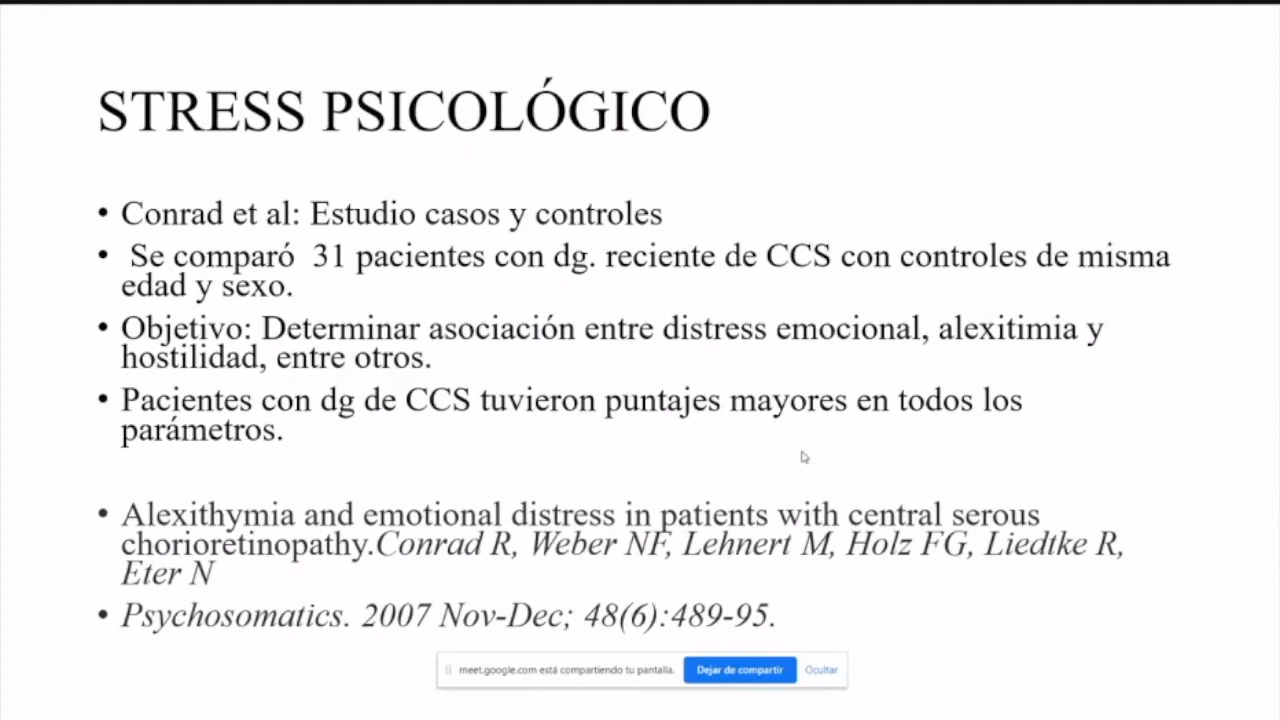 STRESS PSICOLÓGICO
• Conrad et al: Estudio casos y controles
• Se comparó 31 pacientes con dg. reciente de CCS con controles de misma
edad y sexo.
• Objetivo: Determinar asociación entre distress emocional, alexitimia y
hostilidad, entre otros.
• Pacientes con dg de CCS tuvieron puntajes mayores en todos los
parámetros.
• Alexithymia and emotional distress in patients with central serous
chorioretinopathy.Conrad R, Weber NF, Lehnert M, Holz FG, Liedtke R,
Eter N
• Psychosomatics. 2007 Nov-Dec; 48(6):489-95.
meet.google.com está compartiendo tu pantalla. Dejar de compartir Ocultar